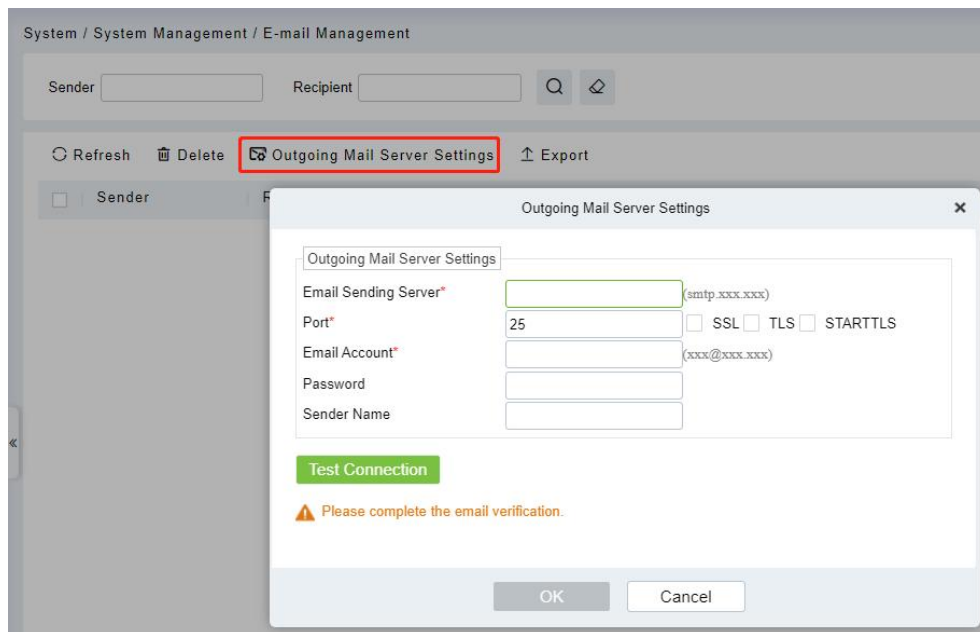 System / System Management / E-mail Management
Sender Recipient
Refresh Delete Outgoing Mail Server Settings Export
Sender R
Outgoing Mail Server Settings ×
Outgoing Mail Server Settings
Email Sending Server* (smtp.xxx.xxx)
Port* 25 SSL TLS STARTTLS
Email Account* (xxx@xxx.xxx)
Password
Sender Name
«
Test Connection
Please complete the email verification.
OK Cancel